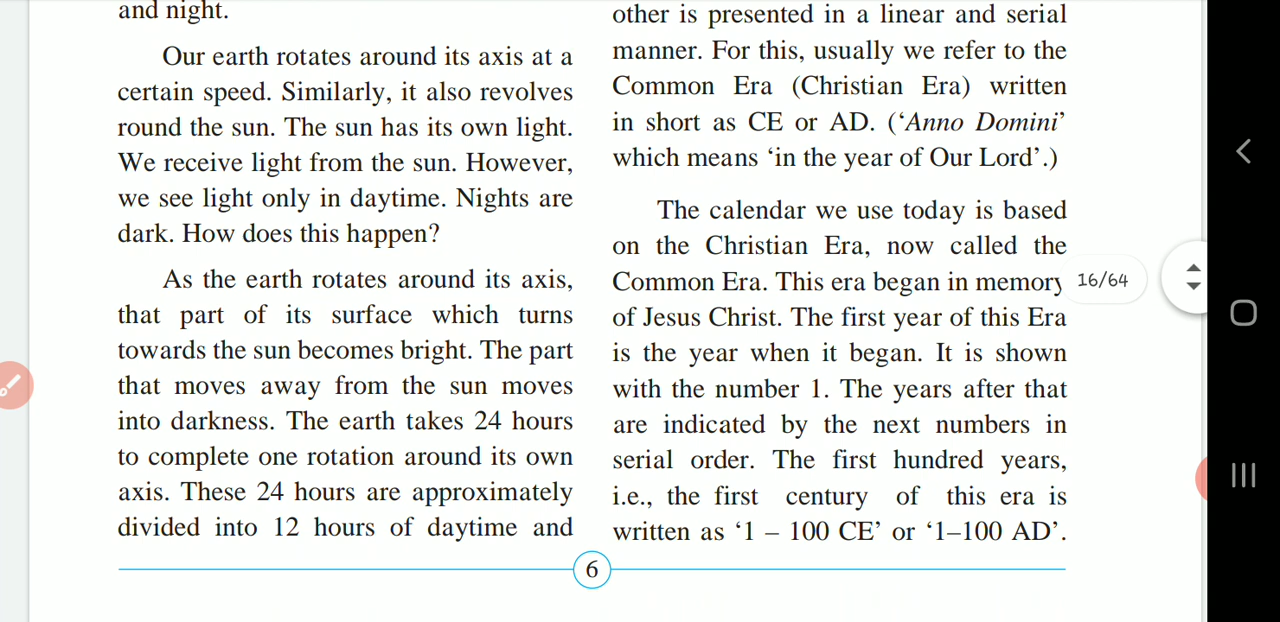 and night.
Our earth rotates around its axis at a
certain speed. Similarly, it also revolves
round the sun. The sun has its own light.
We receive light from the sun. However,
we see light only in daytime. Nights are
dark. How does this happen?
As the earth rotates around its axis,
that part of its surface which turns
towards the sun becomes bright. The part
that moves away from the sun moves
into darkness. The earth takes 24 hours
to complete one rotation around its own
axis. These 24 hours are approximately
divided into 12 hours of daytime and
other is presented in a linear and serial
manner. For this, usually we refer to the
Common Era (Christian Era) written
in short as CE or AD. (‘Anno Domini’
which means ‘in the year of Our Lord’.)
The calendar we use today is based
on the Christian Era, now called the
Common Era. This era began in memory
of Jesus Christ. The first year of this Era
is the year when it began. It is shown
with the number 1. The years after that
are indicated by the next numbers in
serial order. The first hundred years,
i.e., the first century of this era is
written as ‘1 – 100 CE’ or ‘1–100 AD’.
6
16/64